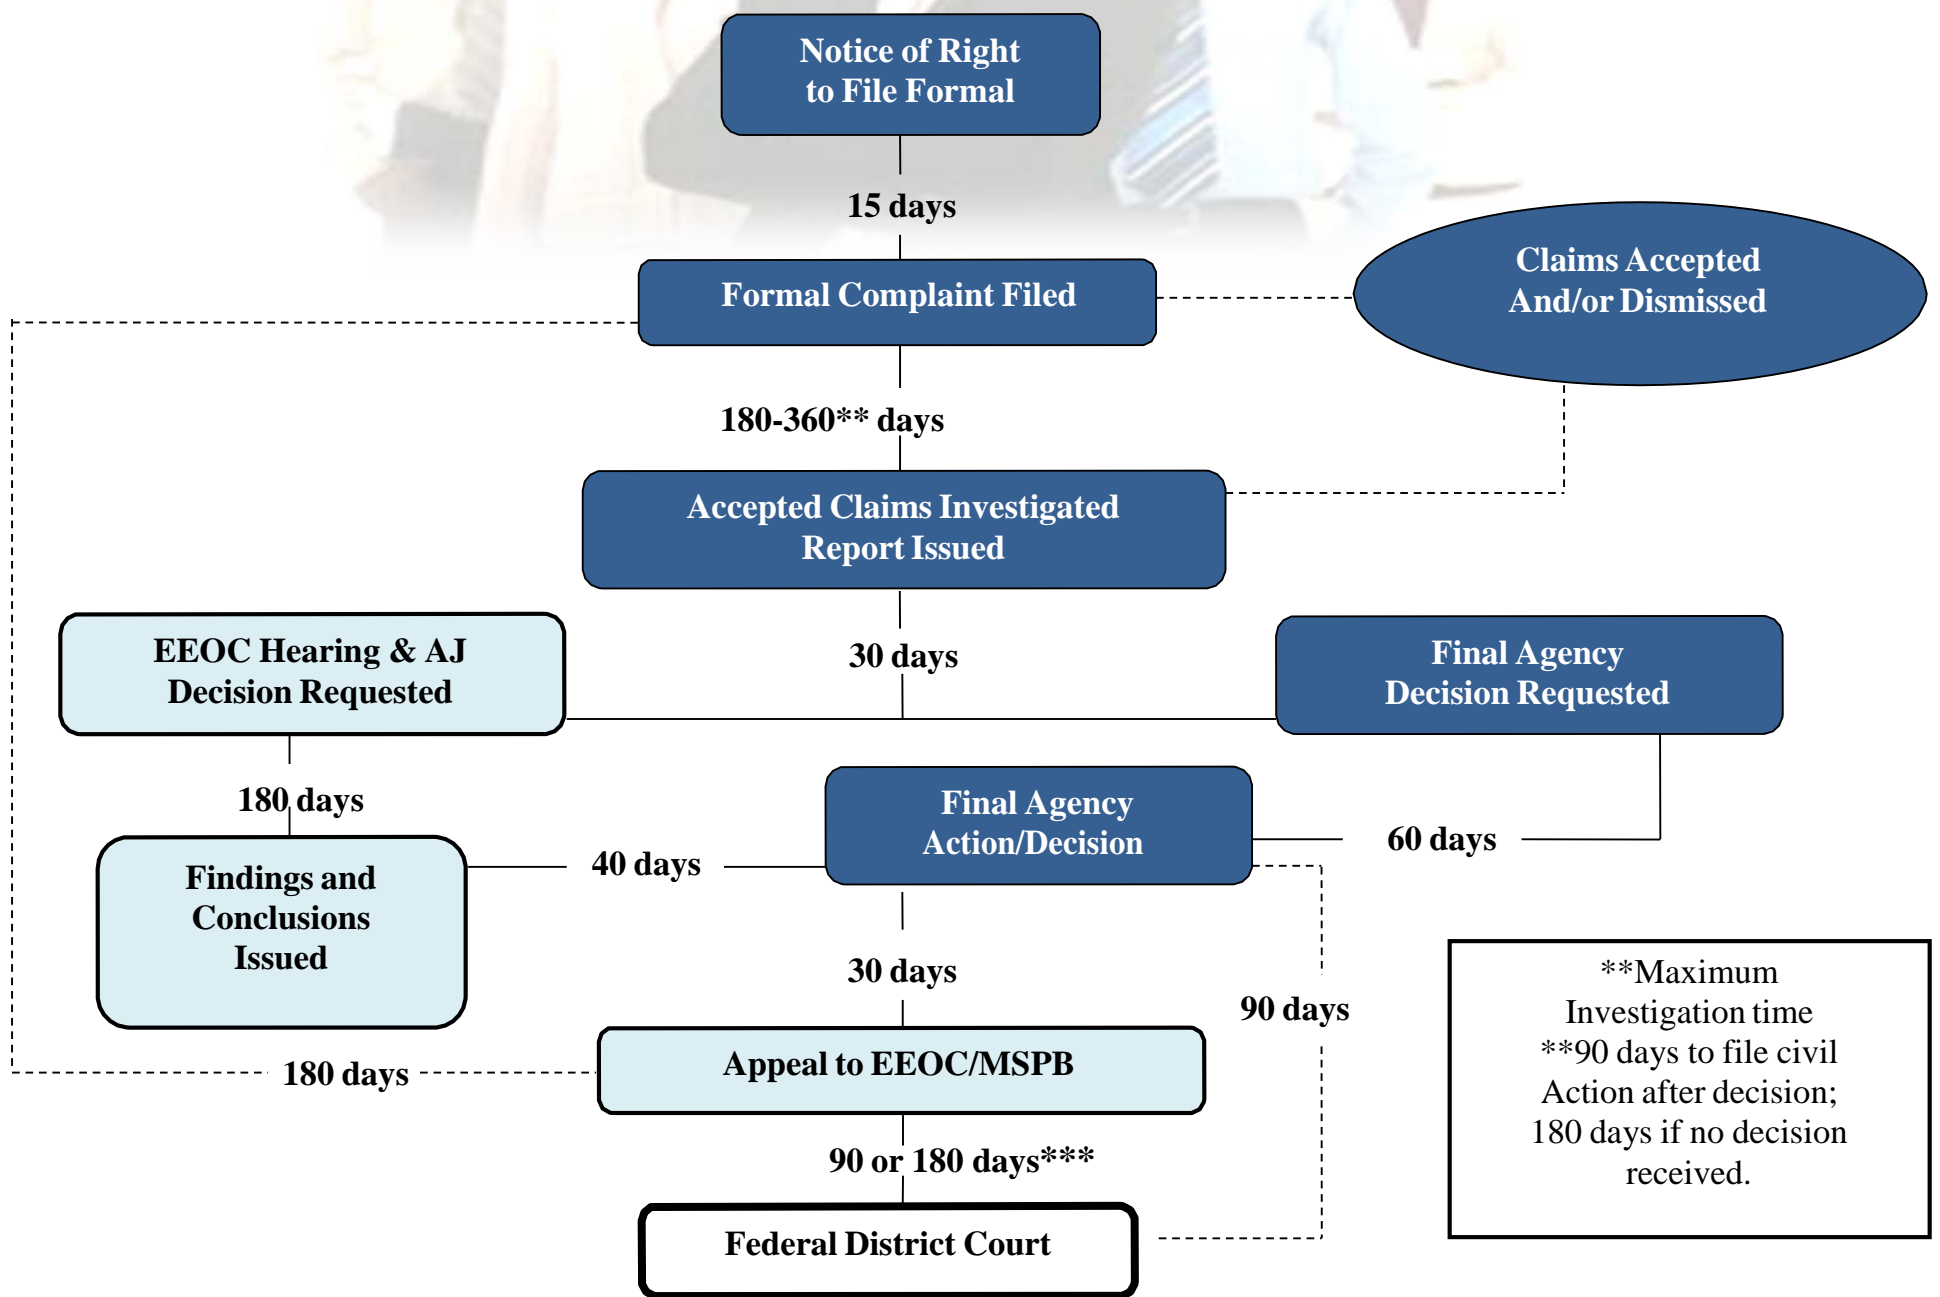 Notice of Right
to File Formal
15 days
Formal Complaint Filed
Claims Accepted
And/or Dismissed
180-360** days
Accepted Claims Investigated
Report Issued
EEOC Hearing & AJ
Decision Requested
30 days
Final Agency
Decision Requested
180 days
Final Agency
Action/Decision
60 days
40 days
Findings and
Conclusions
Issued
30 days
90 days
**Maximum
Investigation time
**90 days to file civil
Action after decision;
180 days if no decision
received.
180 days
Appeal to EEOC/MSPB
90 or 180 days***
Federal District Court